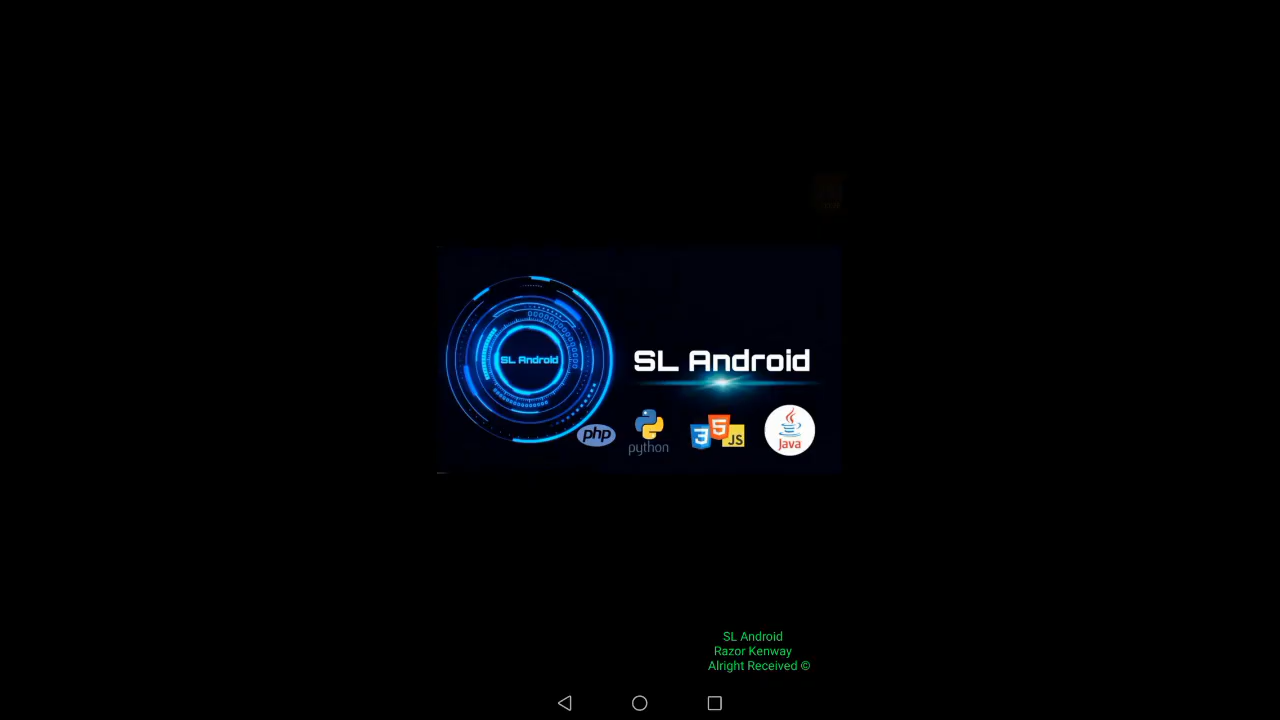 SL Android
SL Android
php
python
3
5
JS
Java
SL Android
Razor Kenway
Alright Received ©